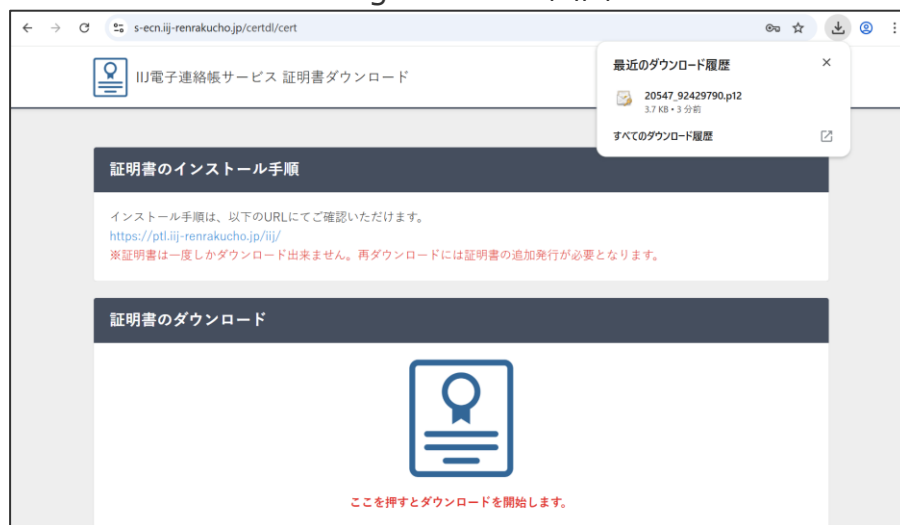 s-ecn.iij-renrakucho.jp/certdl/cert
IIJ電子連絡帳サービス 証明書ダウンロード
最近のダウンロード履歴
20547_92429790.p12
3.7 KB • 3 分前
すべてのダウンロード履歴
証明書のインストール手順
インストール手順は、以下のURLにてご確認いただけます。
https://ptl.iij-renrakucho.jp/iij/
※証明書は一度しかダウンロード出来ません。再ダウンロードには証明書の追加発行が必要となります。
証明書のダウンロード
ここを押すとダウンロードを開始します。